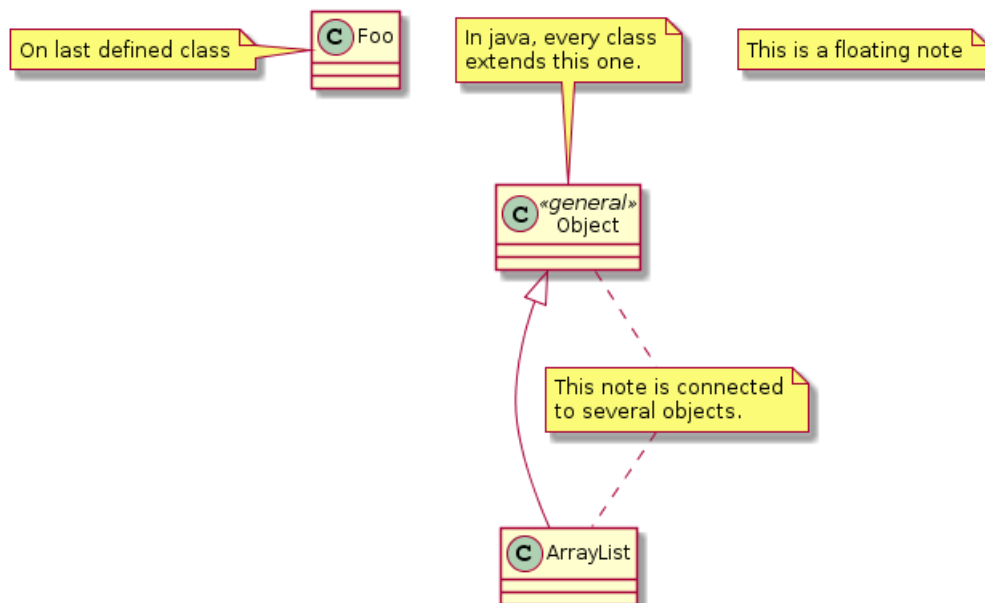 On last defined class
C Foo
In java, every class
extends this one.
This is a floating note
«general»
C Object
This note is connected
to several objects.
C ArrayList